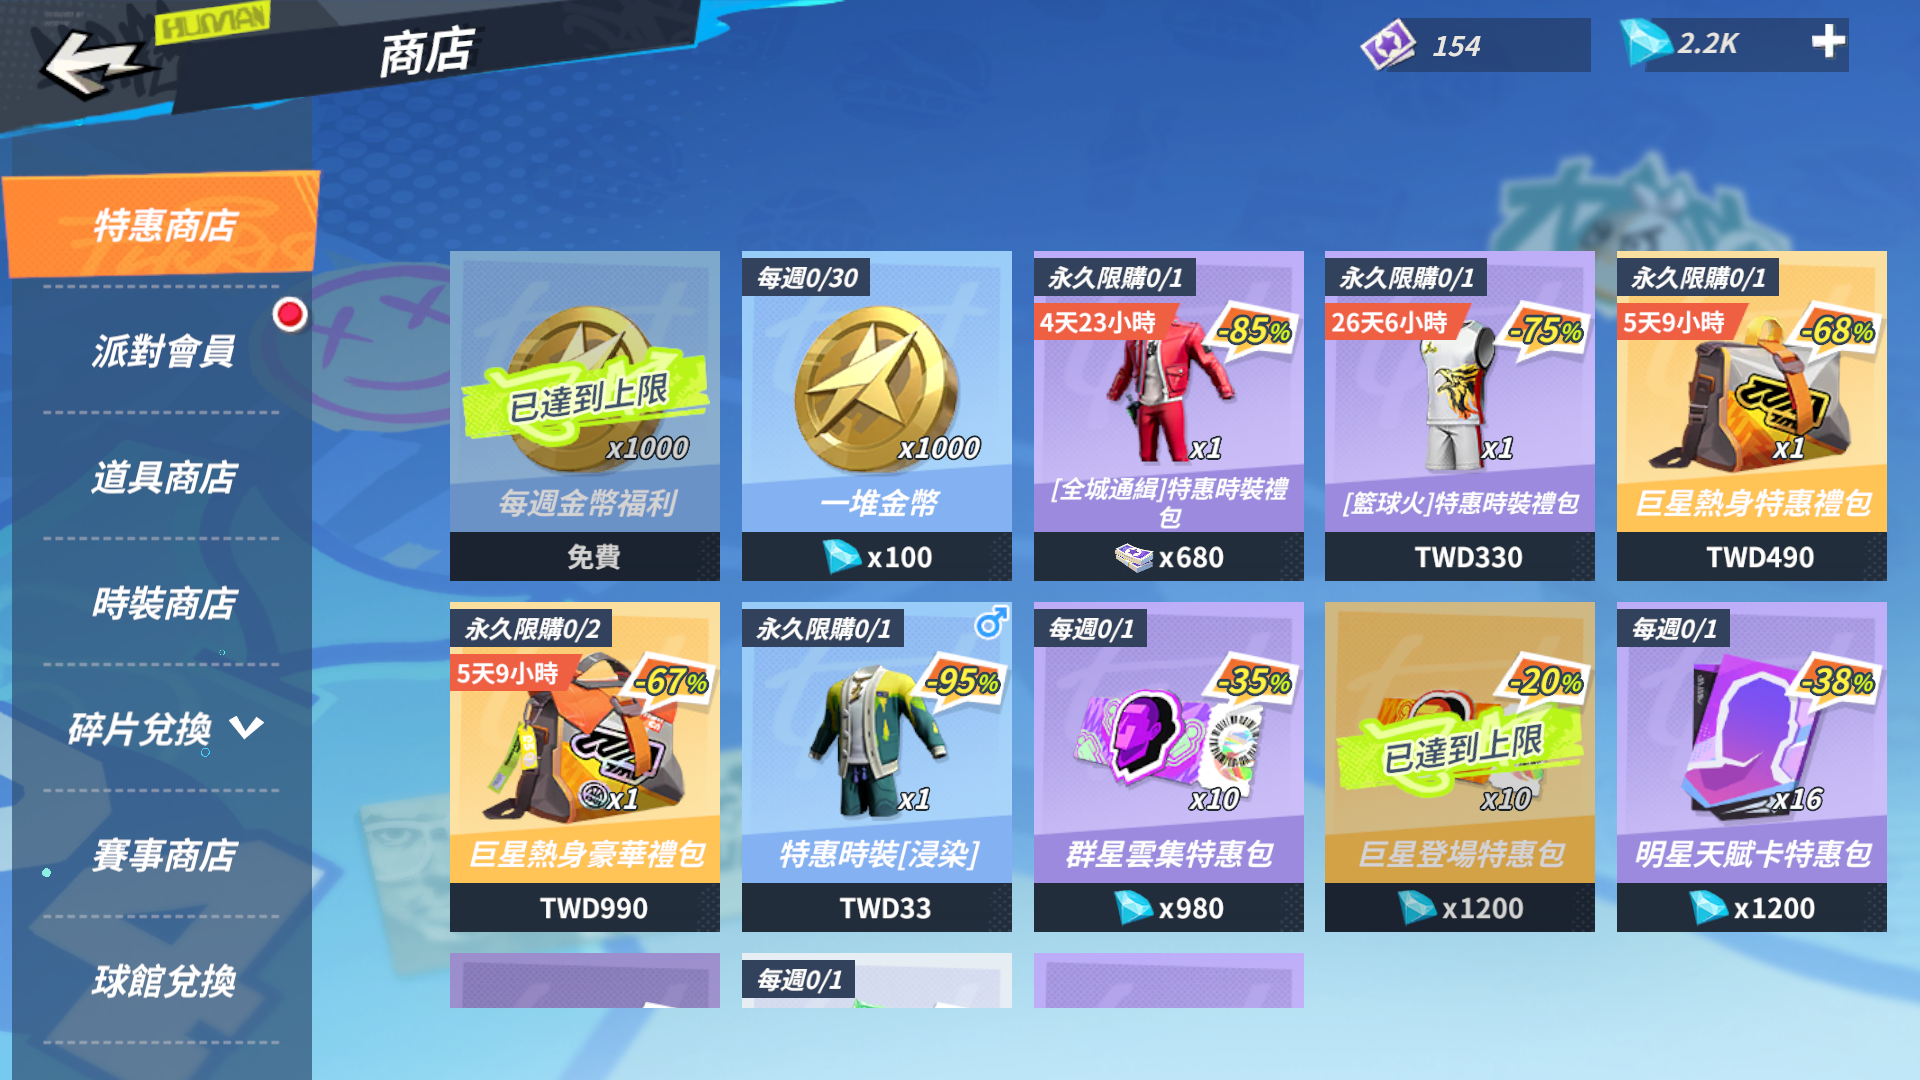 HUMAN
商店
154
2.2K
特惠商店
派對會員
道具商店
時裝商店
碎片兌換
賽事商店
球館兌換
已達到上限
x1000
每週金幣福利
免費
每週0/30
x1000
一堆金幣
x100
永久限購0/1
4天23小時
-85%
x1
[全城通緝]特惠時裝禮
包
x680
永久限購0/1
26天6小時
-75%
x1
[籃球火]特惠時裝禮包
TWD330
永久限購0/1
5天9小時
-68%
x1
巨星熱身特惠禮包
TWD490
永久限購0/2
5天9小時
-67%
x1
巨星熱身豪華禮包
TWD990
永久限購0/1
-95%
x1
特惠時裝[浸染]
TWD33
每週0/1
-35%
x10
群星雲集特惠包
x980
-20%
已達到上限
x10
巨星登場特惠包
x1200
每週0/1
-38%
x16
明星天賦卡特惠包
x1200
每週0/1